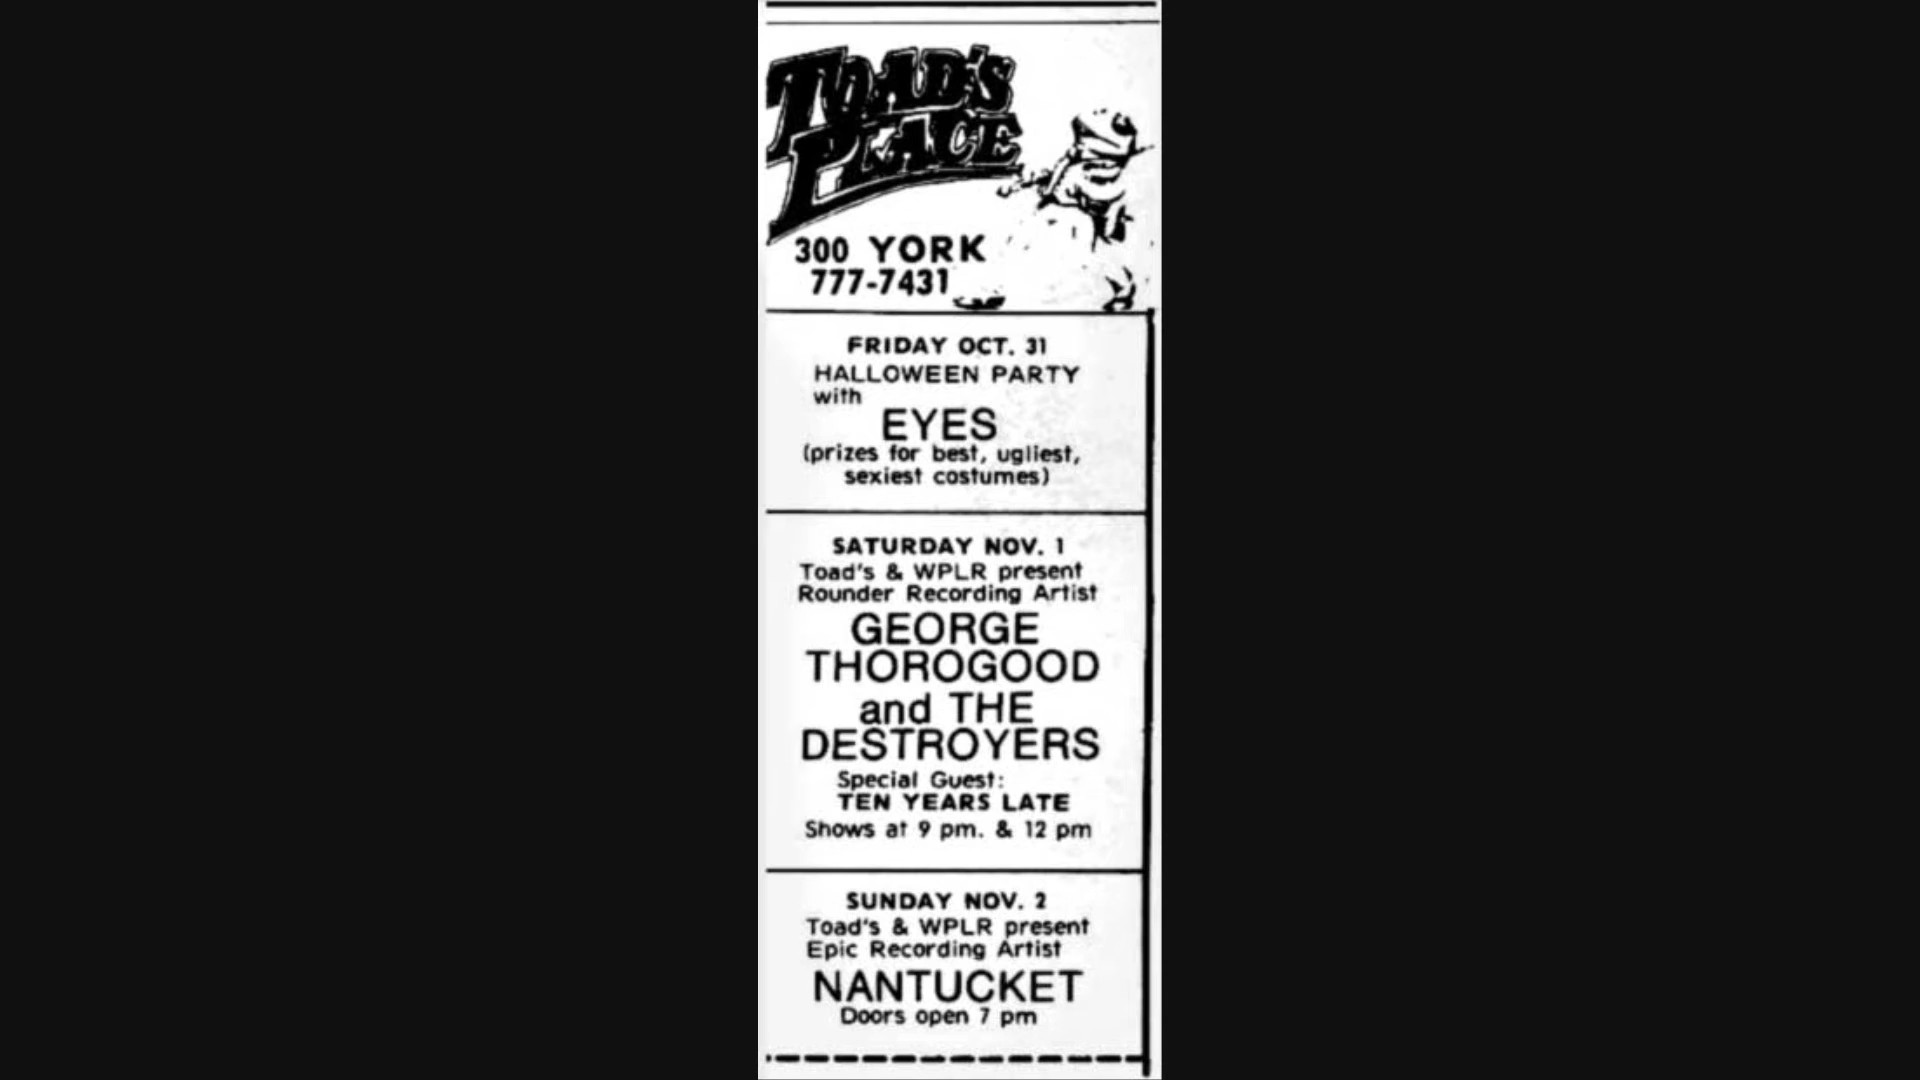 TOAD'S
PLACE
300 YORK
777-7431
FRIDAY OCT. 31
HALLOWEEN PARTY
with
EYES
(prizes for best, ugliest,
sexiest costumes)
SATURDAY NOV. 1
Toad's & WPLR present
Rounder Recording Artist
GEORGE
THOROGOOD
and THE
DESTROYERS
Special Guest:
TEN YEARS LATE
Shows at 9 pm. & 12 pm
SUNDAY NOV. 2
Toad's & WPLR present
Epic Recording Artist
NANTUCKET
Doors open 7 pm